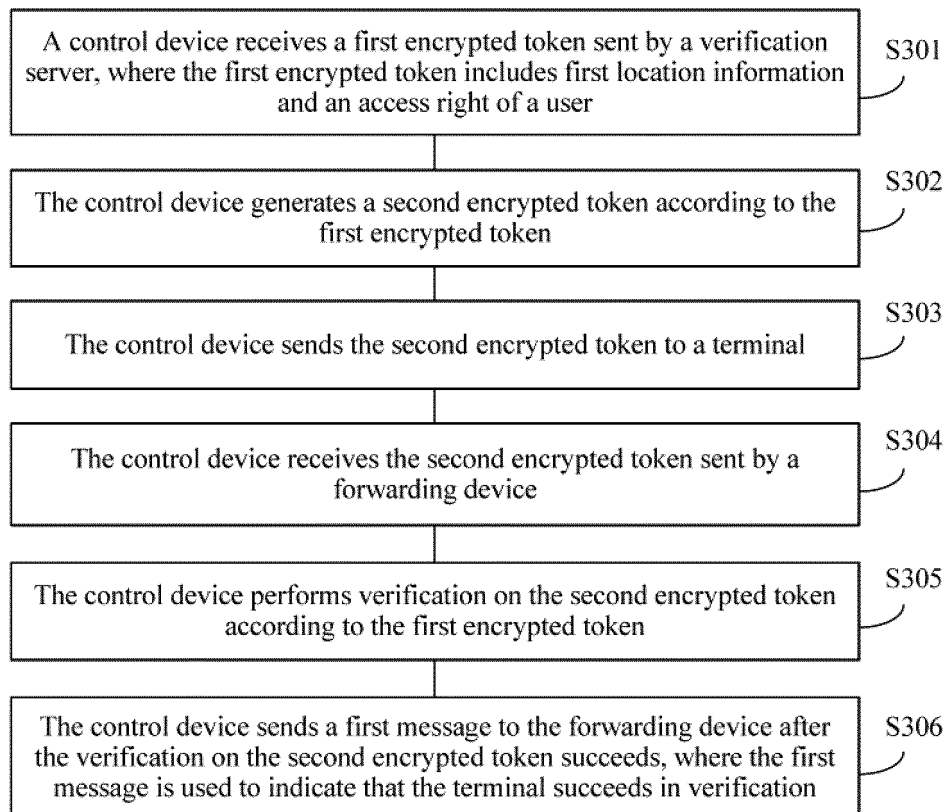 A control device receives a first encrypted token sent by a verification
server, where the first encrypted token includes first location information
and an access right of a user
S301
The control device generates a second encrypted token according to the
first encrypted token
S302
The control device sends the second encrypted token to a terminal
S303
The control device receives the second encrypted token sent by a
forwarding device
S304
The control device performs verification on the second encrypted token
according to the first encrypted token
S305
The control device sends a first message to the forwarding device after
the verification on the second encrypted token succeeds, where the first
message is used to indicate that the terminal succeeds in verification
S306